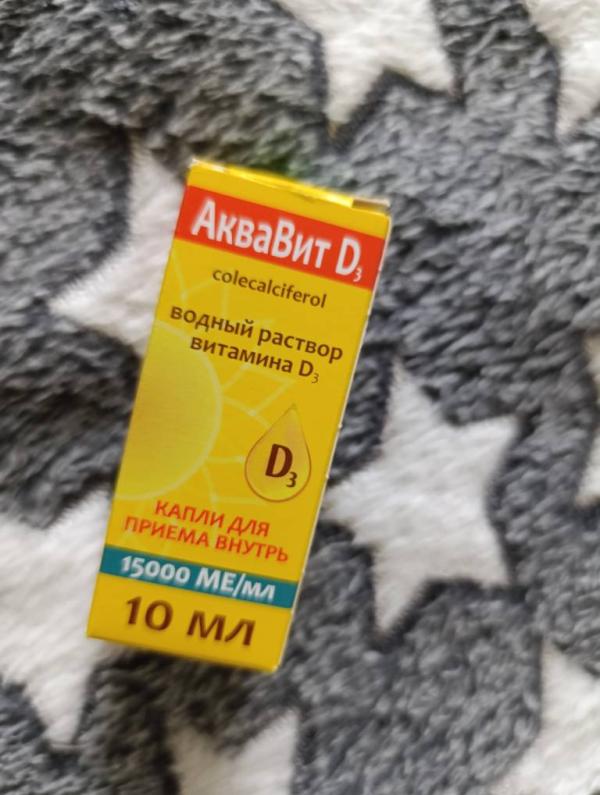 АкваВит D3
colecalciferol
водный раствор
витамина D3
D3
КАПЛИ ДЛЯ
ПРИЕМА ВНУТРЬ
15000 МЕ/мл
10 мл